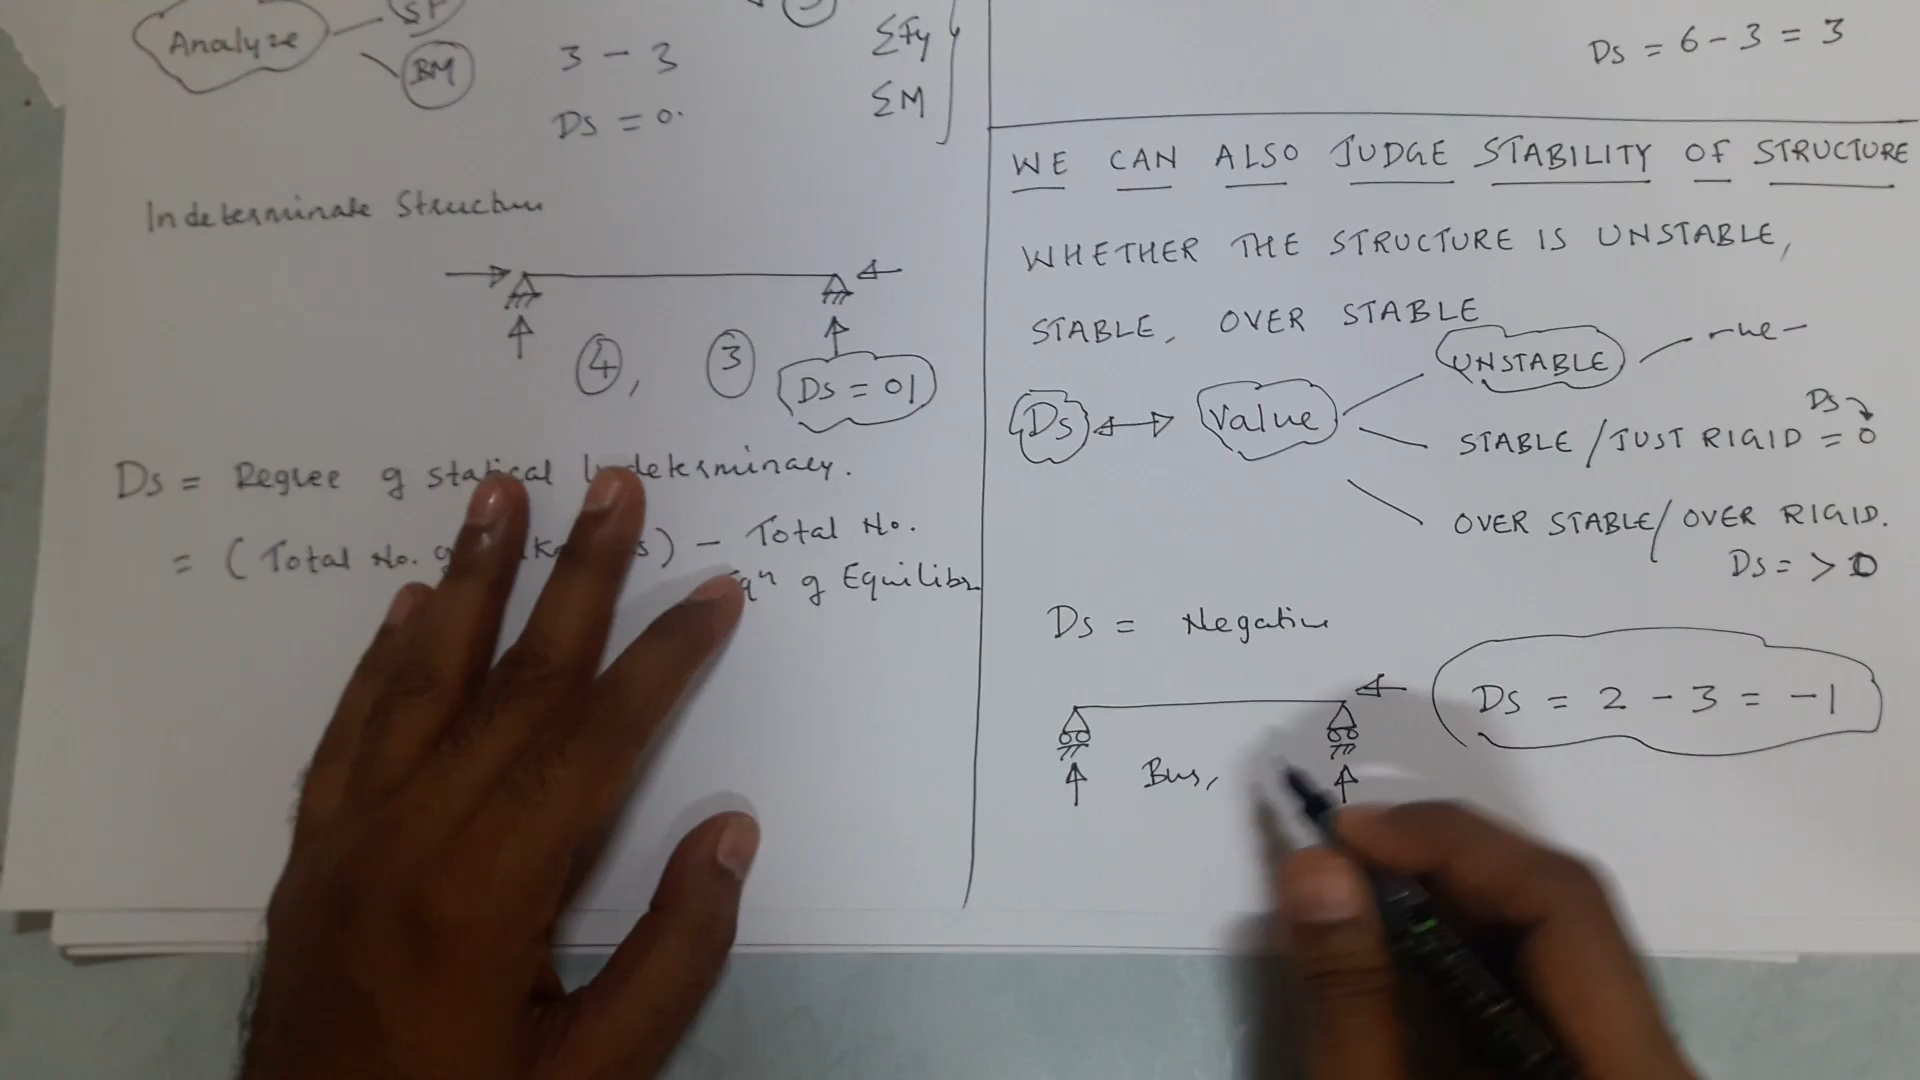 Analyze
SF
BM
3 - 3
Ds = 0.
ΣFy
ΣM
Indeterminate Structure
4, 3
Ds = 01
Ds = Degree of statical Indeterminacy.
= (Total No. of - Total No.
Eqn of Equilibr
Ds = 6 - 3 = 3
WE CAN ALSO JUDGE STABILITY OF STRUCTURE
WHETHER THE STRUCTURE IS UNSTABLE,
STABLE, OVER STABLE
Ds ↔ Value
UNSTABLE - -ve -
STABLE / JUST RIGID = 0
Ds
OVER STABLE / OVER RIGID.
Ds = > 0
Ds = Negative
Ds = 2 - 3 = -1
Bus,